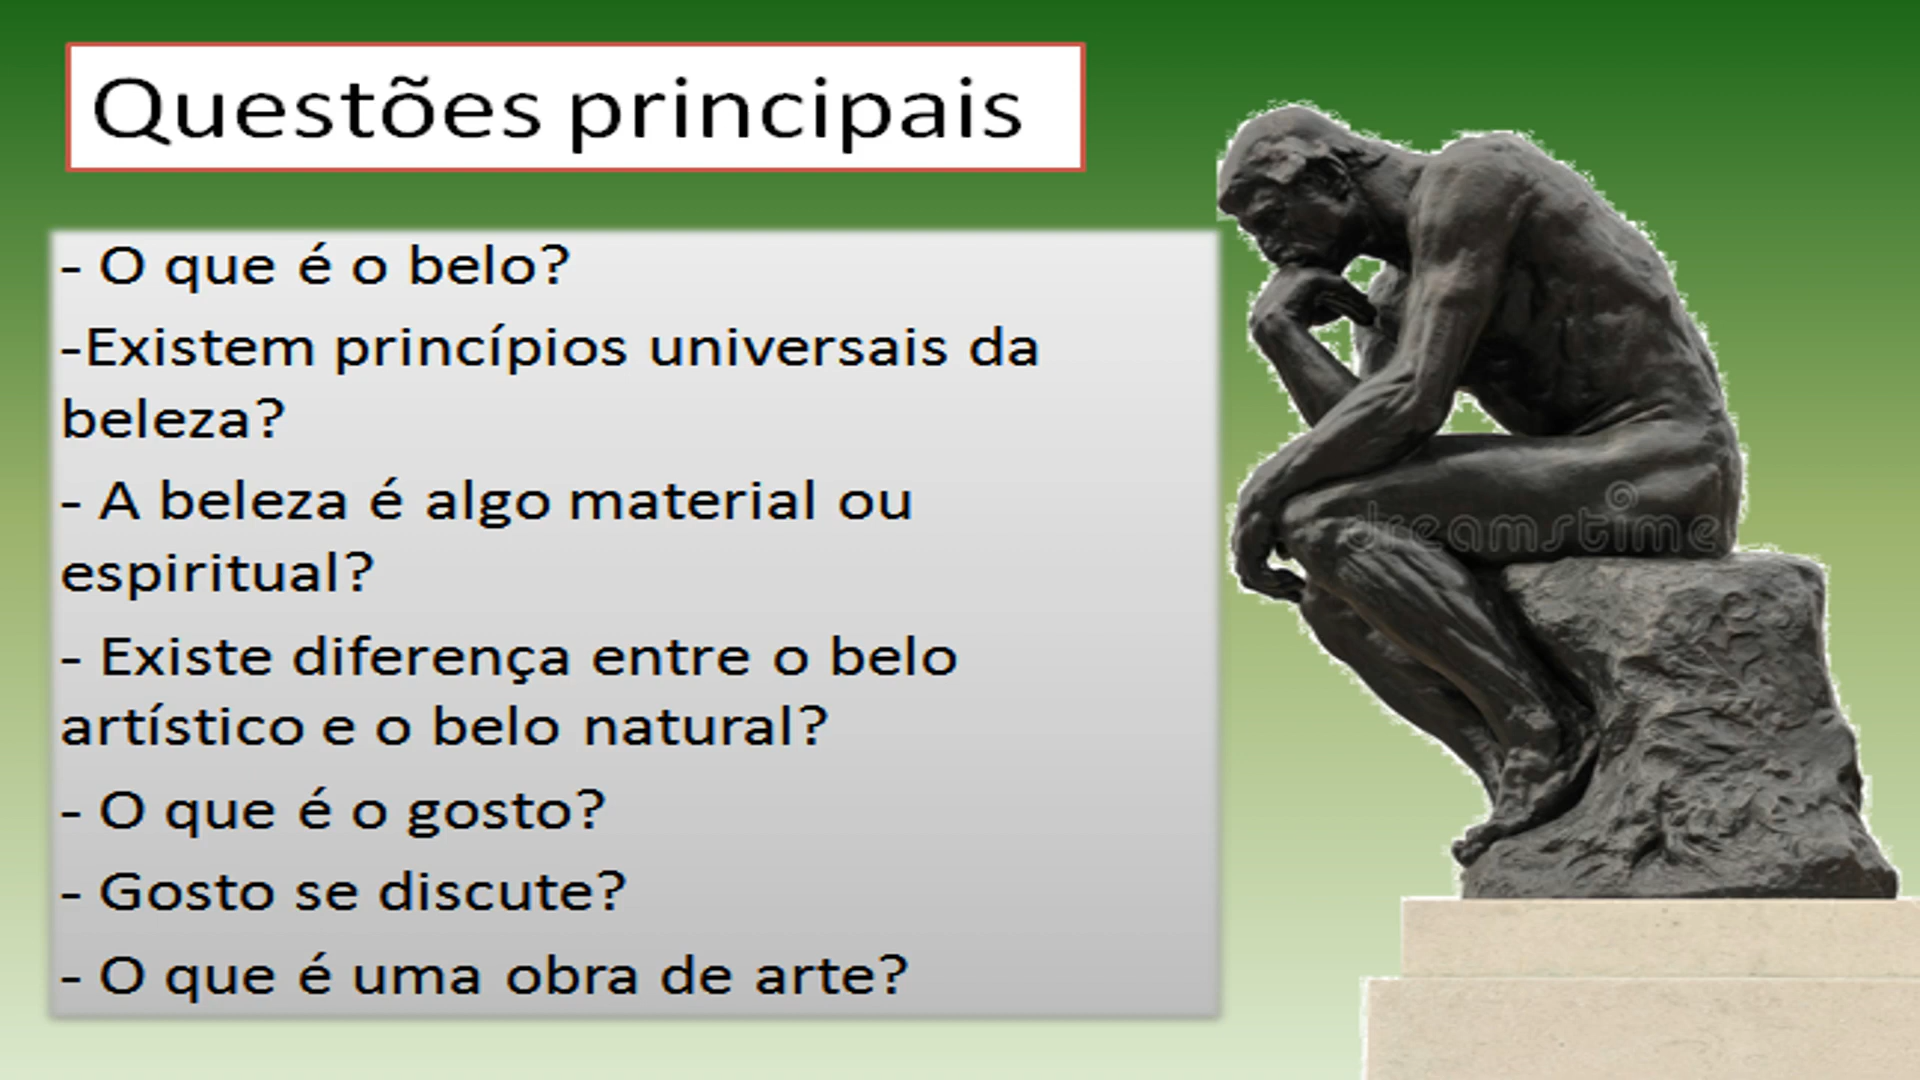 Questões principais
- O que é o belo?
-Existem princípios universais da
beleza?
- A beleza é algo material ou
espiritual?
- Existe diferença entre o belo
artístico e o belo natural?
- O que é o gosto?
- Gosto se discute?
- O que é uma obra de arte?
dreamstime